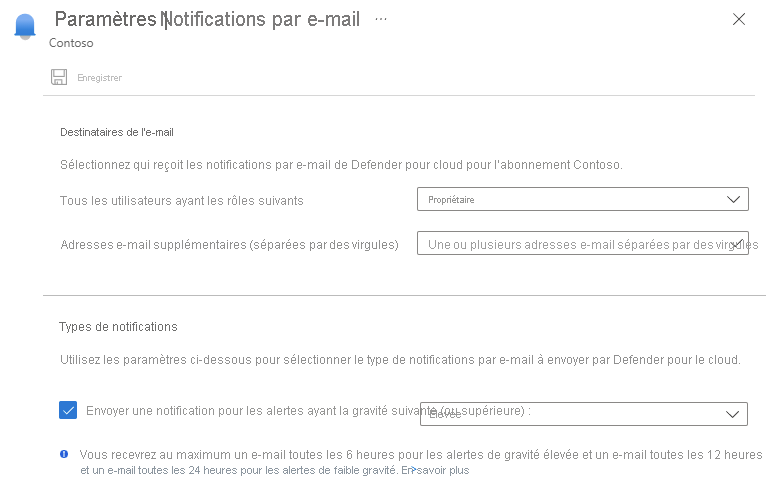 Paramètres Notifications par e-mail ...
Contoso
Enregistrer
Destinataires de l'e-mail
Sélectionnez qui reçoit les notifications par e-mail de Defender pour cloud pour l'abonnement Contoso.
Tous les utilisateurs ayant les rôles suivants
Propriétaire
Adresses e-mail supplémentaires (séparées par des virgules)
Une ou plusieurs adresses e-mail séparées par des virgules
Types de notifications
Utilisez les paramètres ci-dessous pour sélectionner le type de notifications par e-mail à envoyer par Defender pour le cloud.
Envoyer une notification pour les alertes ayant la gravité suivante (ou supérieure) :
Élevée
Vous recevrez au maximum un e-mail toutes les 6 heures pour les alertes de gravité élevée et un e-mail toutes les 12 heures
et un e-mail toutes les 24 heures pour les alertes de faible gravité. En savoir plus